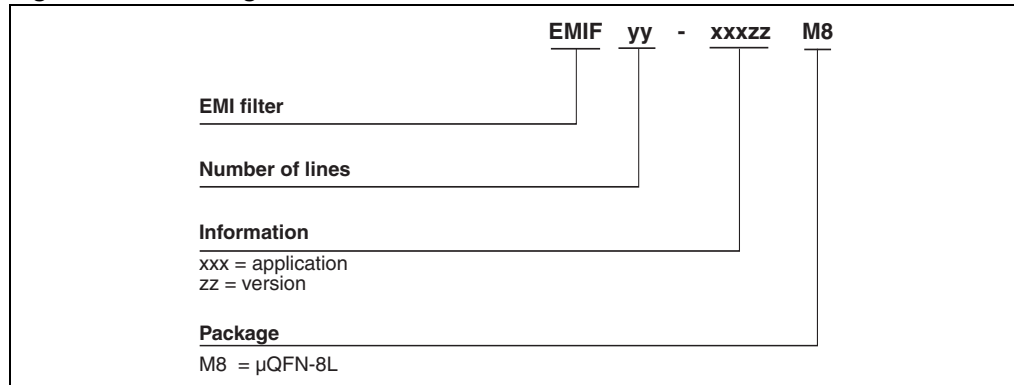 EMIF yy - xxxzz M8
EMI filter
Number of lines
Information
xxx = application
zz = version
Package
M8 = µQFN-8L